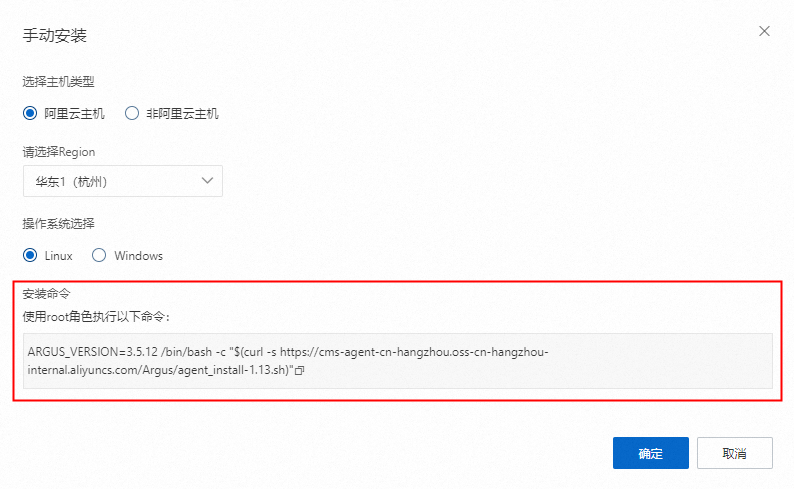 手动安装
选择主机类型
阿里云主机 非阿里云主机
请选择Region
华东1（杭州）
操作系统选择
Linux Windows
安装命令
使用root角色执行以下命令：
ARGUS_VERSION=3.5.12 /bin/bash -c "$(curl -s https://cms-agent-cn-hangzhou.oss-cn-hangzhou-
internal.aliyuncs.com/Argus/agent_install-1.13.sh)"
确定 取消